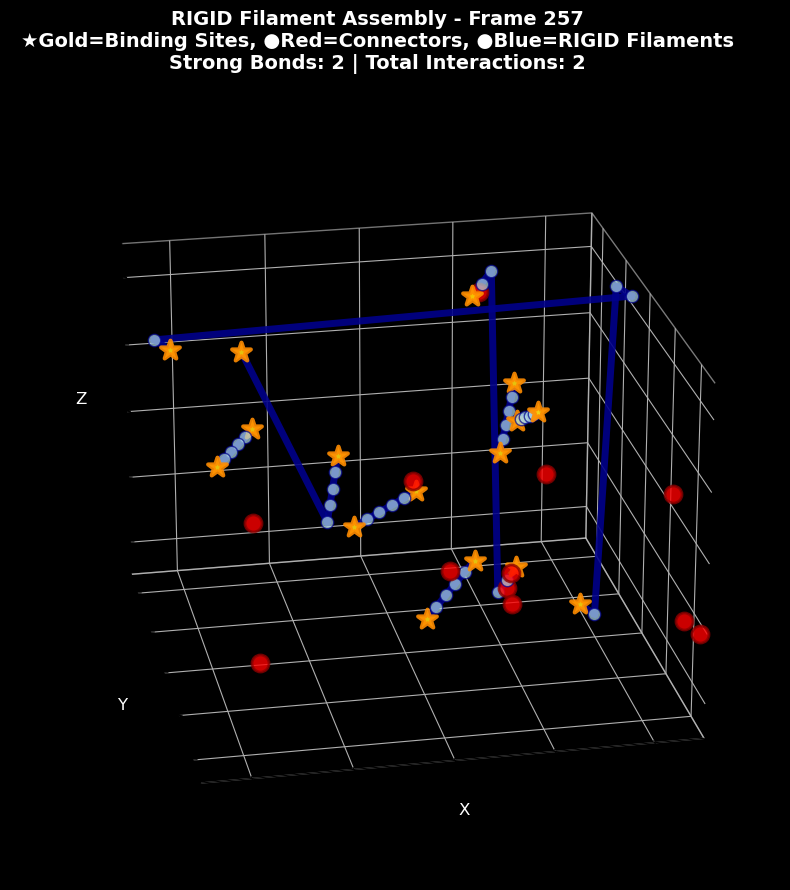 RIGID Filament Assembly - Frame 257
★Gold=Binding Sites, ●Red=Connectors, ●Blue=RIGID Filaments
Strong Bonds: 2 | Total Interactions: 2
Z
Y
X